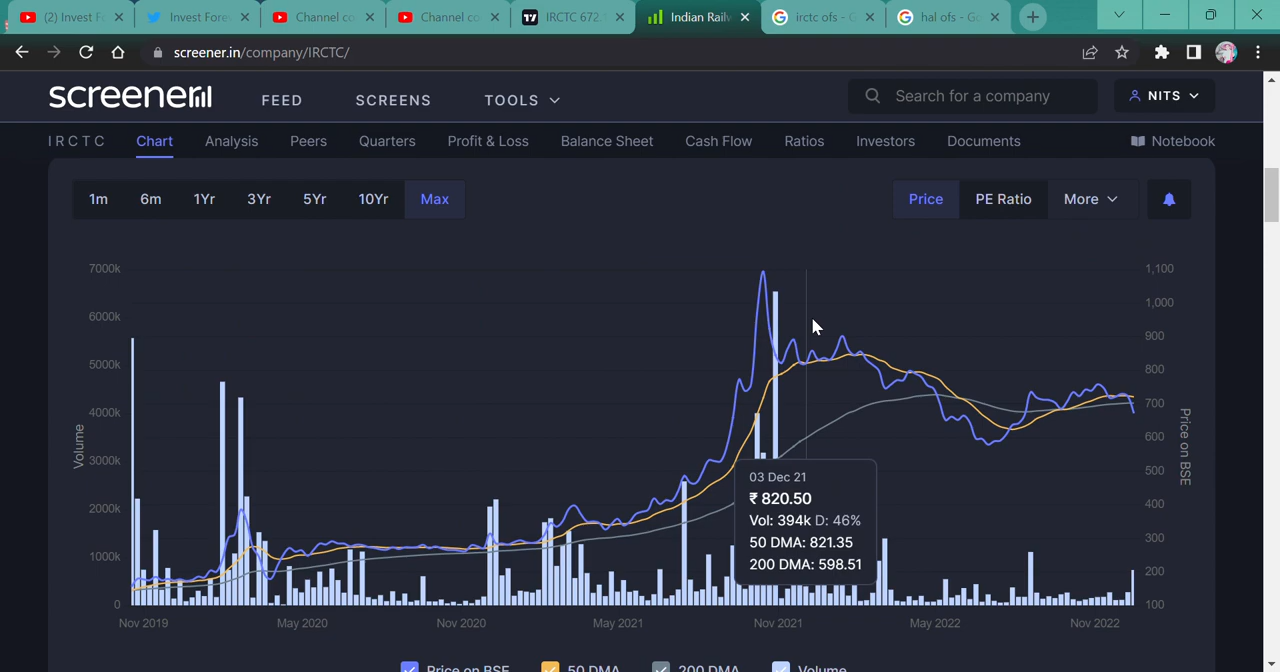 (2) Invest F
Invest Fore
Channel co
Channel co
IRCTC 672.
Indian Railw
irctc ofs - G
hal ofs - Go
screener.in/company/IRCTC/
screener
FEED
SCREENS
TOOLS
Search for a company
NITS
I R C T C
Chart
Analysis
Peers
Quarters
Profit & Loss
Balance Sheet
Cash Flow
Ratios
Investors
Documents
Notebook
1m
6m
1Yr
3Yr
5Yr
10Yr
Max
Price
PE Ratio
More
7000k
6000k
5000k
4000k
3000k
2000k
1000k
0
Volume
1,100
1,000
900
800
700
600
500
400
300
200
100
Price on BSE
03 Dec 21
₹ 820.50
Vol: 394k D: 46%
50 DMA: 821.35
200 DMA: 598.51
Nov 2019
May 2020
Nov 2020
May 2021
Nov 2021
May 2022
Nov 2022
Price on BSE
50 DMA
200 DMA
Volume